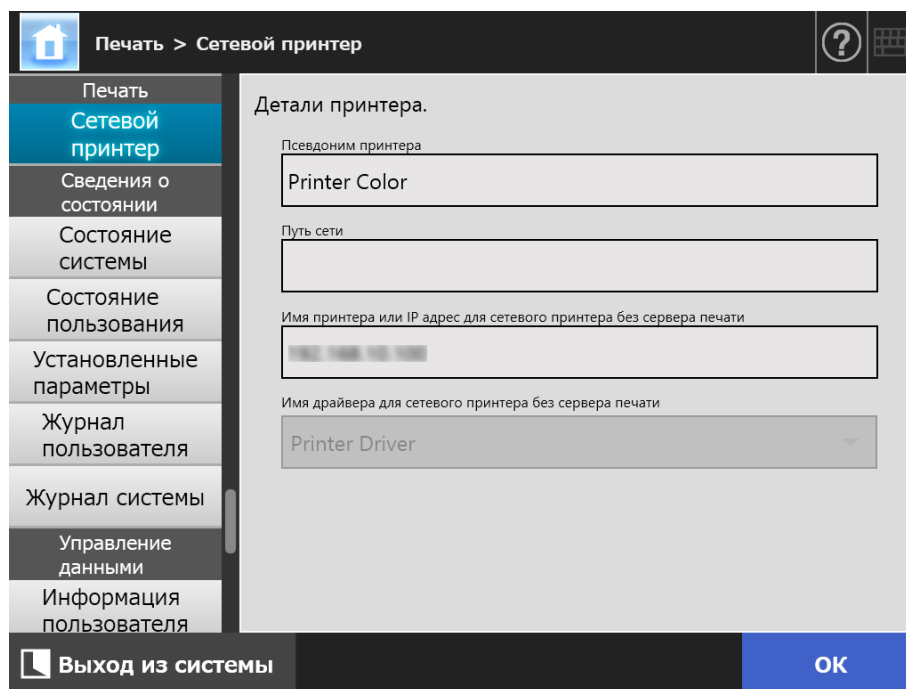 Печать > Сетевой принтер
?
Печать
Сетевой
принтер
Сведения о
состоянии
Состояние
системы
Состояние
пользования
Установленные
параметры
Журнал
пользователя
Журнал системы
Управление
данными
Информация
пользователя
Детали принтера.
Псевдоним принтера
Printer Color
Путь сети
Имя принтера или IP адрес для сетевого принтера без сервера печати
Имя драйвера для сетевого принтера без сервера печати
Printer Driver
Выход из системы
ОК